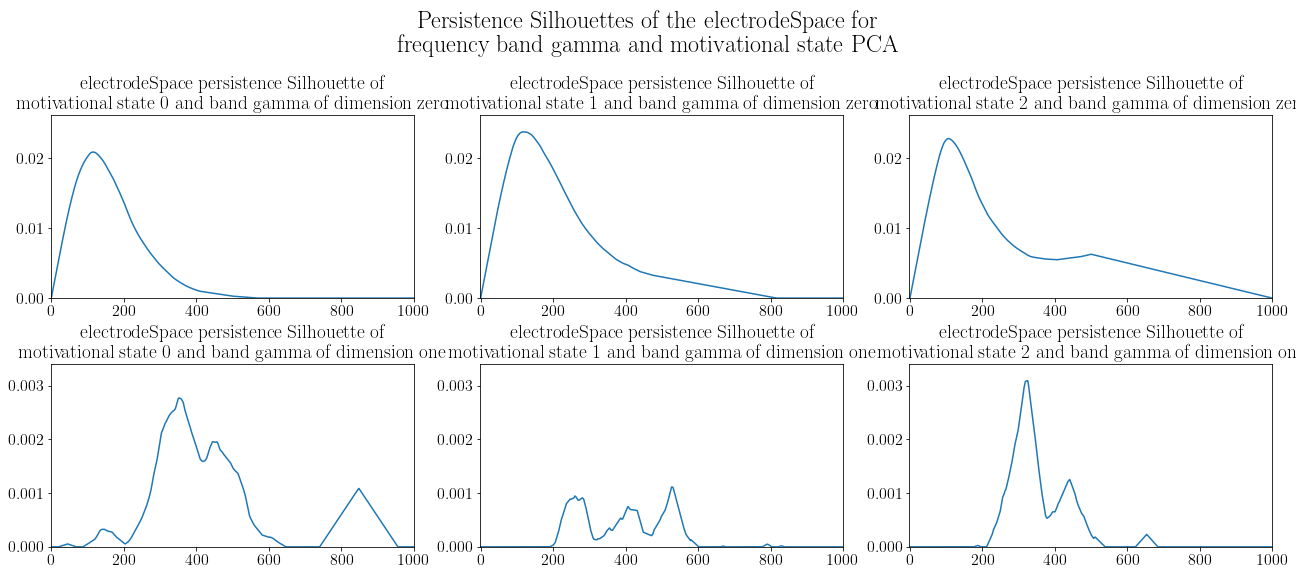 Persistence Silhouettes of the electrodeSpace for
frequency band gamma and motivational state PCA
electrodeSpace persistence Silhouette of
motivational state 0 and band gamma of dimension zero
electrodeSpace persistence Silhouette of
motivational state 1 and band gamma of dimension zero
electrodeSpace persistence Silhouette of
motivational state 2 and band gamma of dimension zer
0.02
0.01
0.00
0 200 400 600 800 1000
0.02
0.01
0.00
0 200 400 600 800 1000
0.02
0.01
0.00
0 200 400 600 800 1000
electrodeSpace persistence Silhouette of
motivational state 0 and band gamma of dimension one
electrodeSpace persistence Silhouette of
motivational state 1 and band gamma of dimension one
electrodeSpace persistence Silhouette of
motivational state 2 and band gamma of dimension on
0.003
0.002
0.001
0.000
0 200 400 600 800 1000
0.003
0.002
0.001
0.000
0 200 400 600 800 1000
0.003
0.002
0.001
0.000
0 200 400 600 800 1000